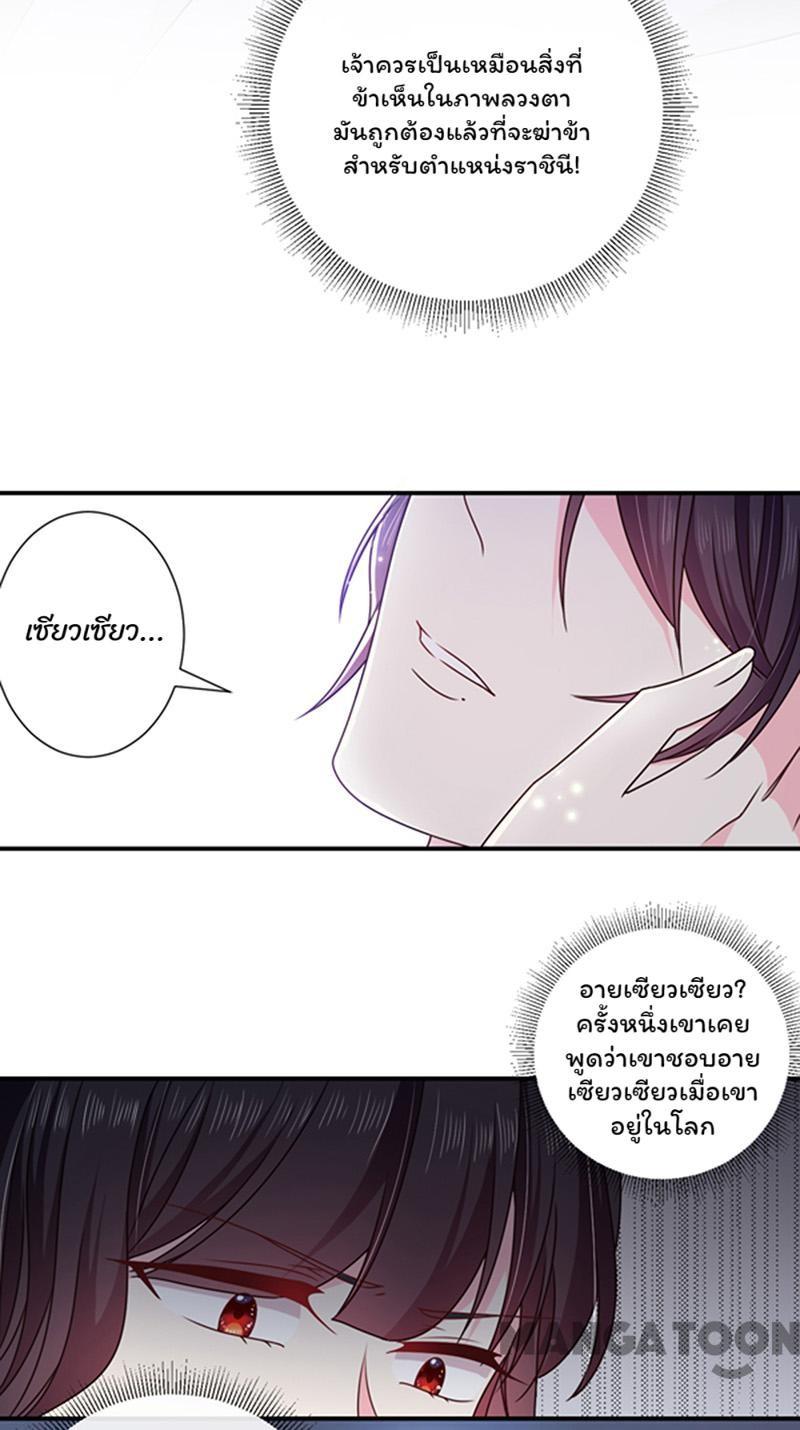 เจ้าควรเป็นเหมือนสิ่งที่
ข้าเห็นในภาพลวงตา
มันถูกต้องแล้วที่จะฆ่าข้า
สำหรับตำแหน่งราชินี!
เซียวเซียว...
อายเซียวเซียว?
ครั้งหนึ่งเขาเคย
พูดว่าเขาชอบอาย
เซียวเซียวเมื่อเขา
อยู่ในโลก
MANGA TOON